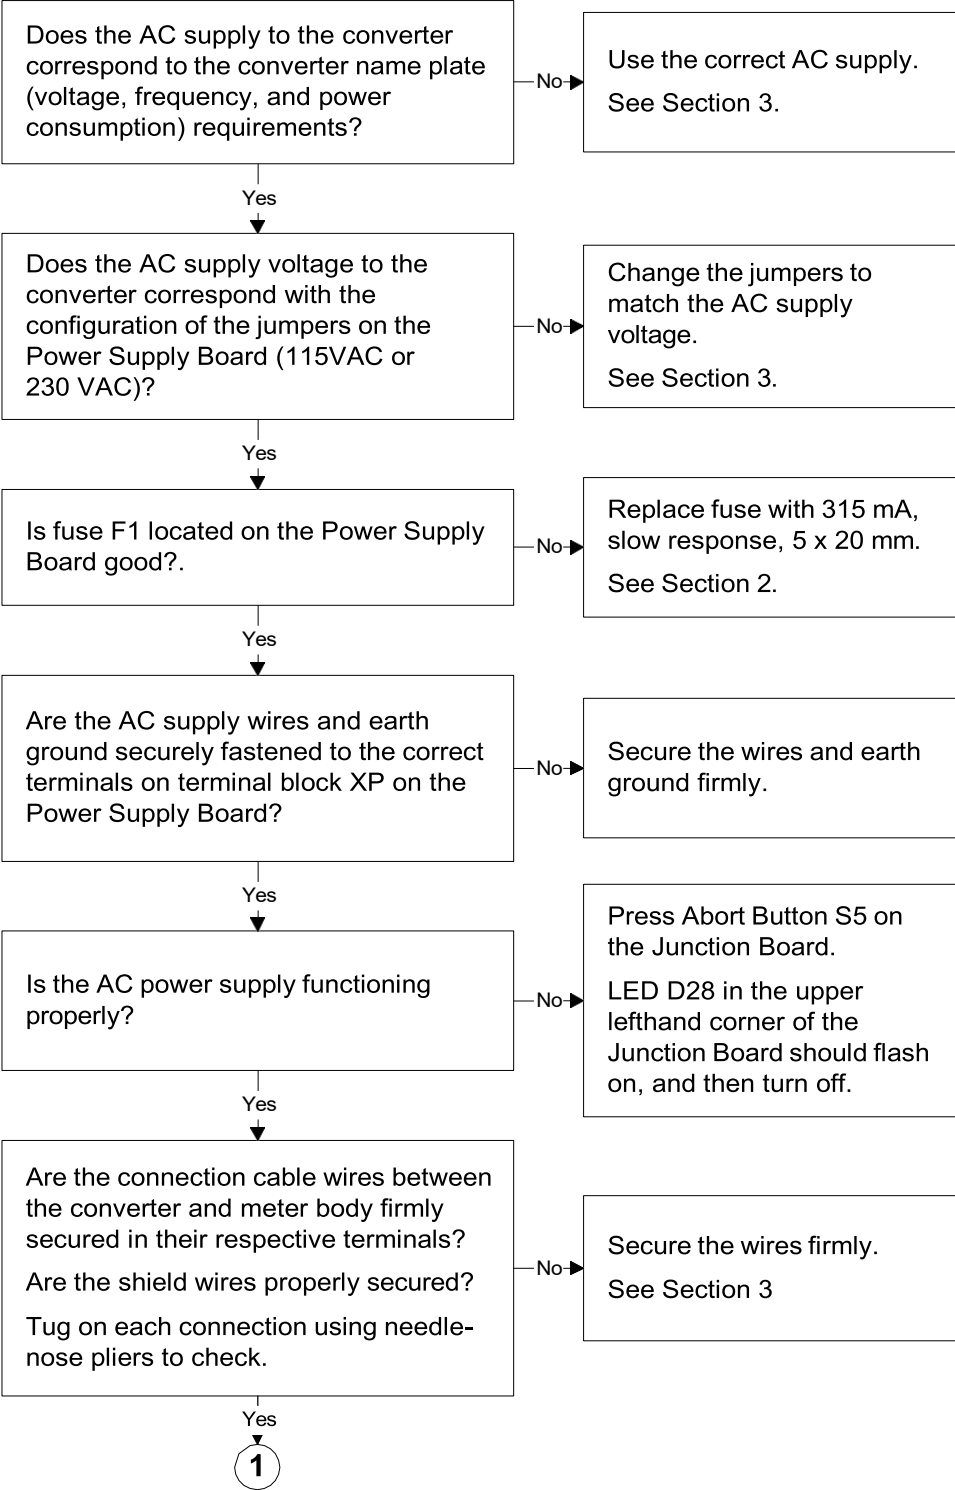 Does the AC supply to the converter
correspond to the converter name plate
(voltage, frequency, and power
consumption) requirements?
No
Use the correct AC supply.
See Section 3.
Yes
Does the AC supply voltage to the
converter correspond with the
configuration of the jumpers on the
Power Supply Board (115VAC or
230 VAC)?
No
Change the jumpers to
match the AC supply
voltage.
See Section 3.
Yes
Is fuse F1 located on the Power Supply
Board good?.
No
Replace fuse with 315 mA,
slow response, 5 x 20 mm.
See Section 2.
Yes
Are the AC supply wires and earth
ground securely fastened to the correct
terminals on terminal block XP on the
Power Supply Board?
No
Secure the wires and earth
ground firmly.
Yes
Is the AC power supply functioning
properly?
No
Press Abort Button S5 on
the Junction Board.
LED D28 in the upper
lefthand corner of the
Junction Board should flash
on, and then turn off.
Yes
Are the connection cable wires between
the converter and meter body firmly
secured in their respective terminals?
Are the shield wires properly secured?
Tug on each connection using needle-
nose pliers to check.
No
Secure the wires firmly.
See Section 3
Yes
1